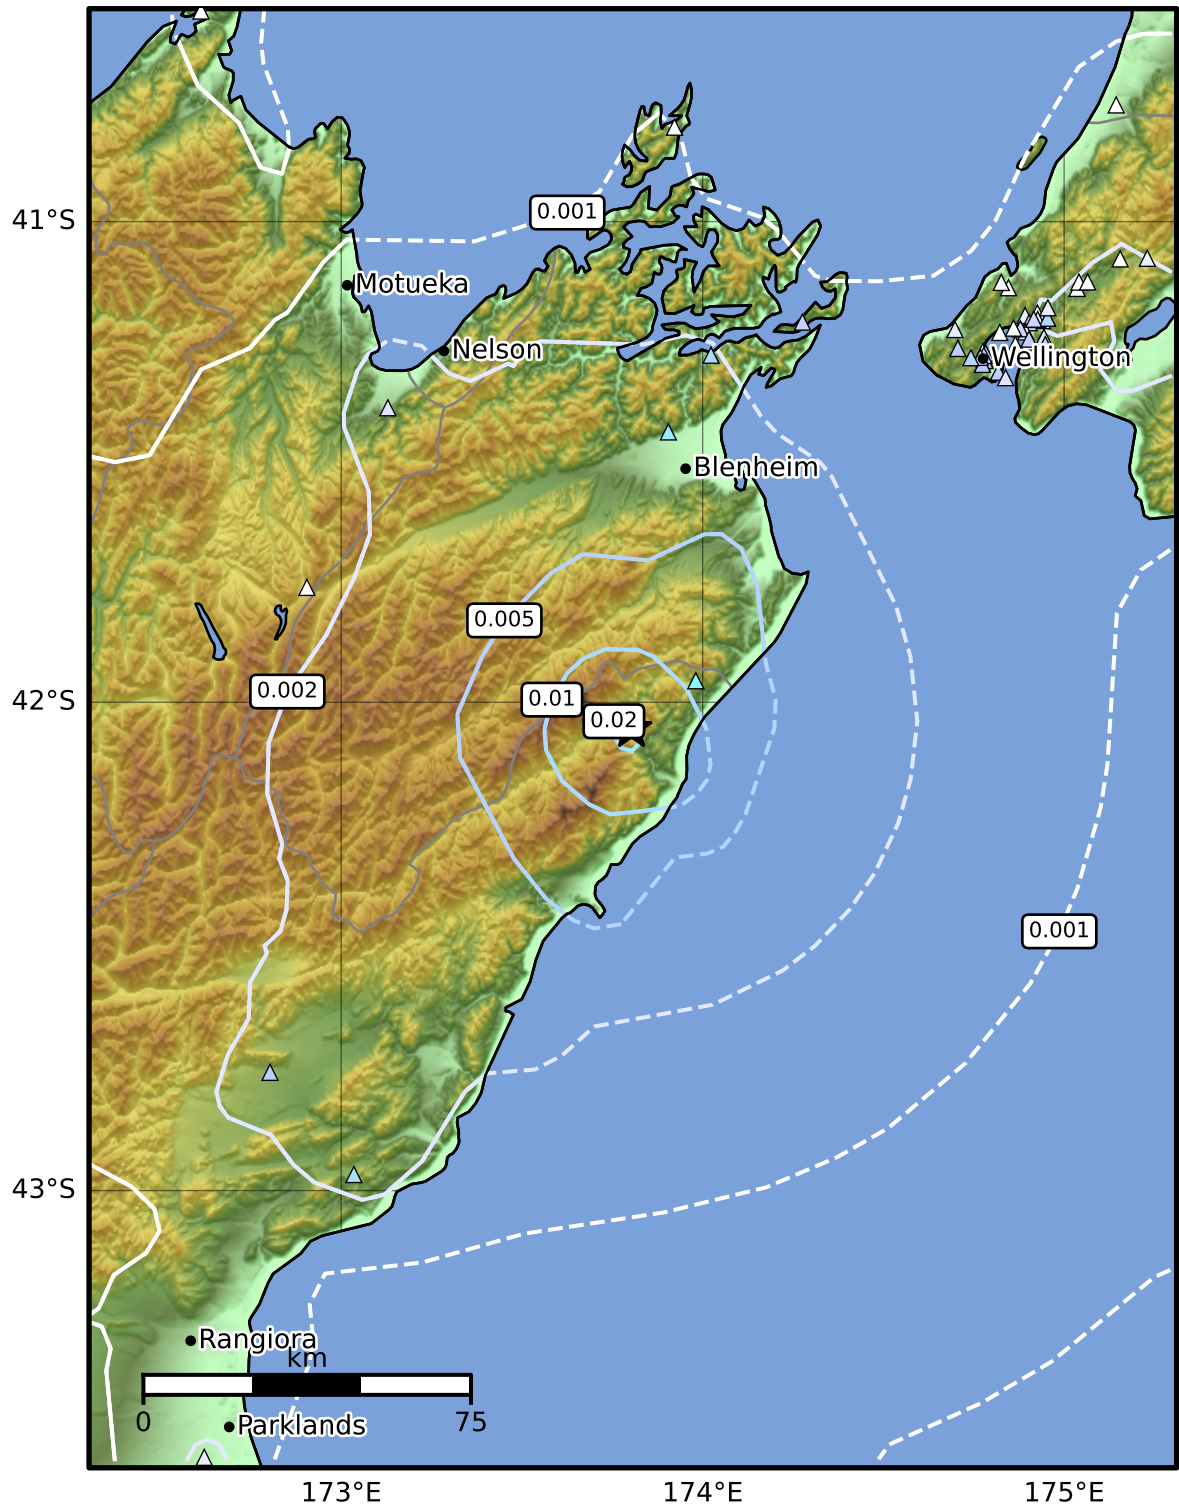 0.001
41°S
Motueka
Nelson
Wellington
Blenheim
0.005
0.002
0.01
42°S
0.02
0.001
43°S
Rangiora
km
0
75
Parklands
173°E
174°E
175°E